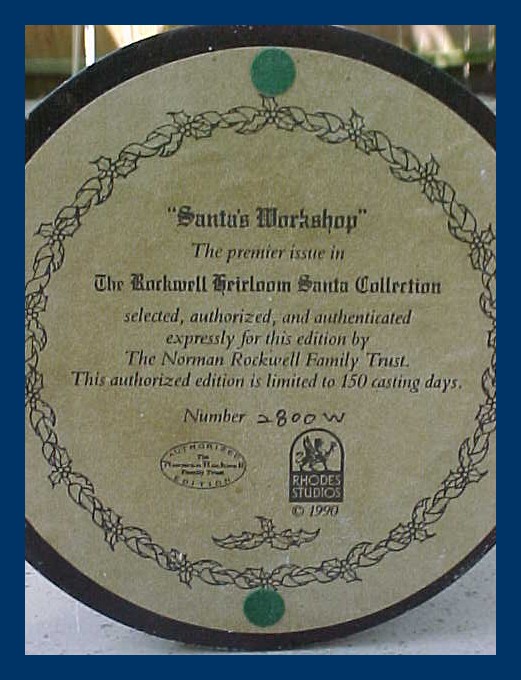 "Santa's Workshop"
The premier issue in
The Rockwell Heirloom Santa Collection
selected, authorized, and authenticated
expressly for this edition by
The Norman Rockwell Family Trust.
This authorized edition is limited to 150 casting days.
Number 2800W
AUTHORIZED
The
Norman Rockwell
Family Trust
EDITION
RHODES
STUDIOS
© 1990